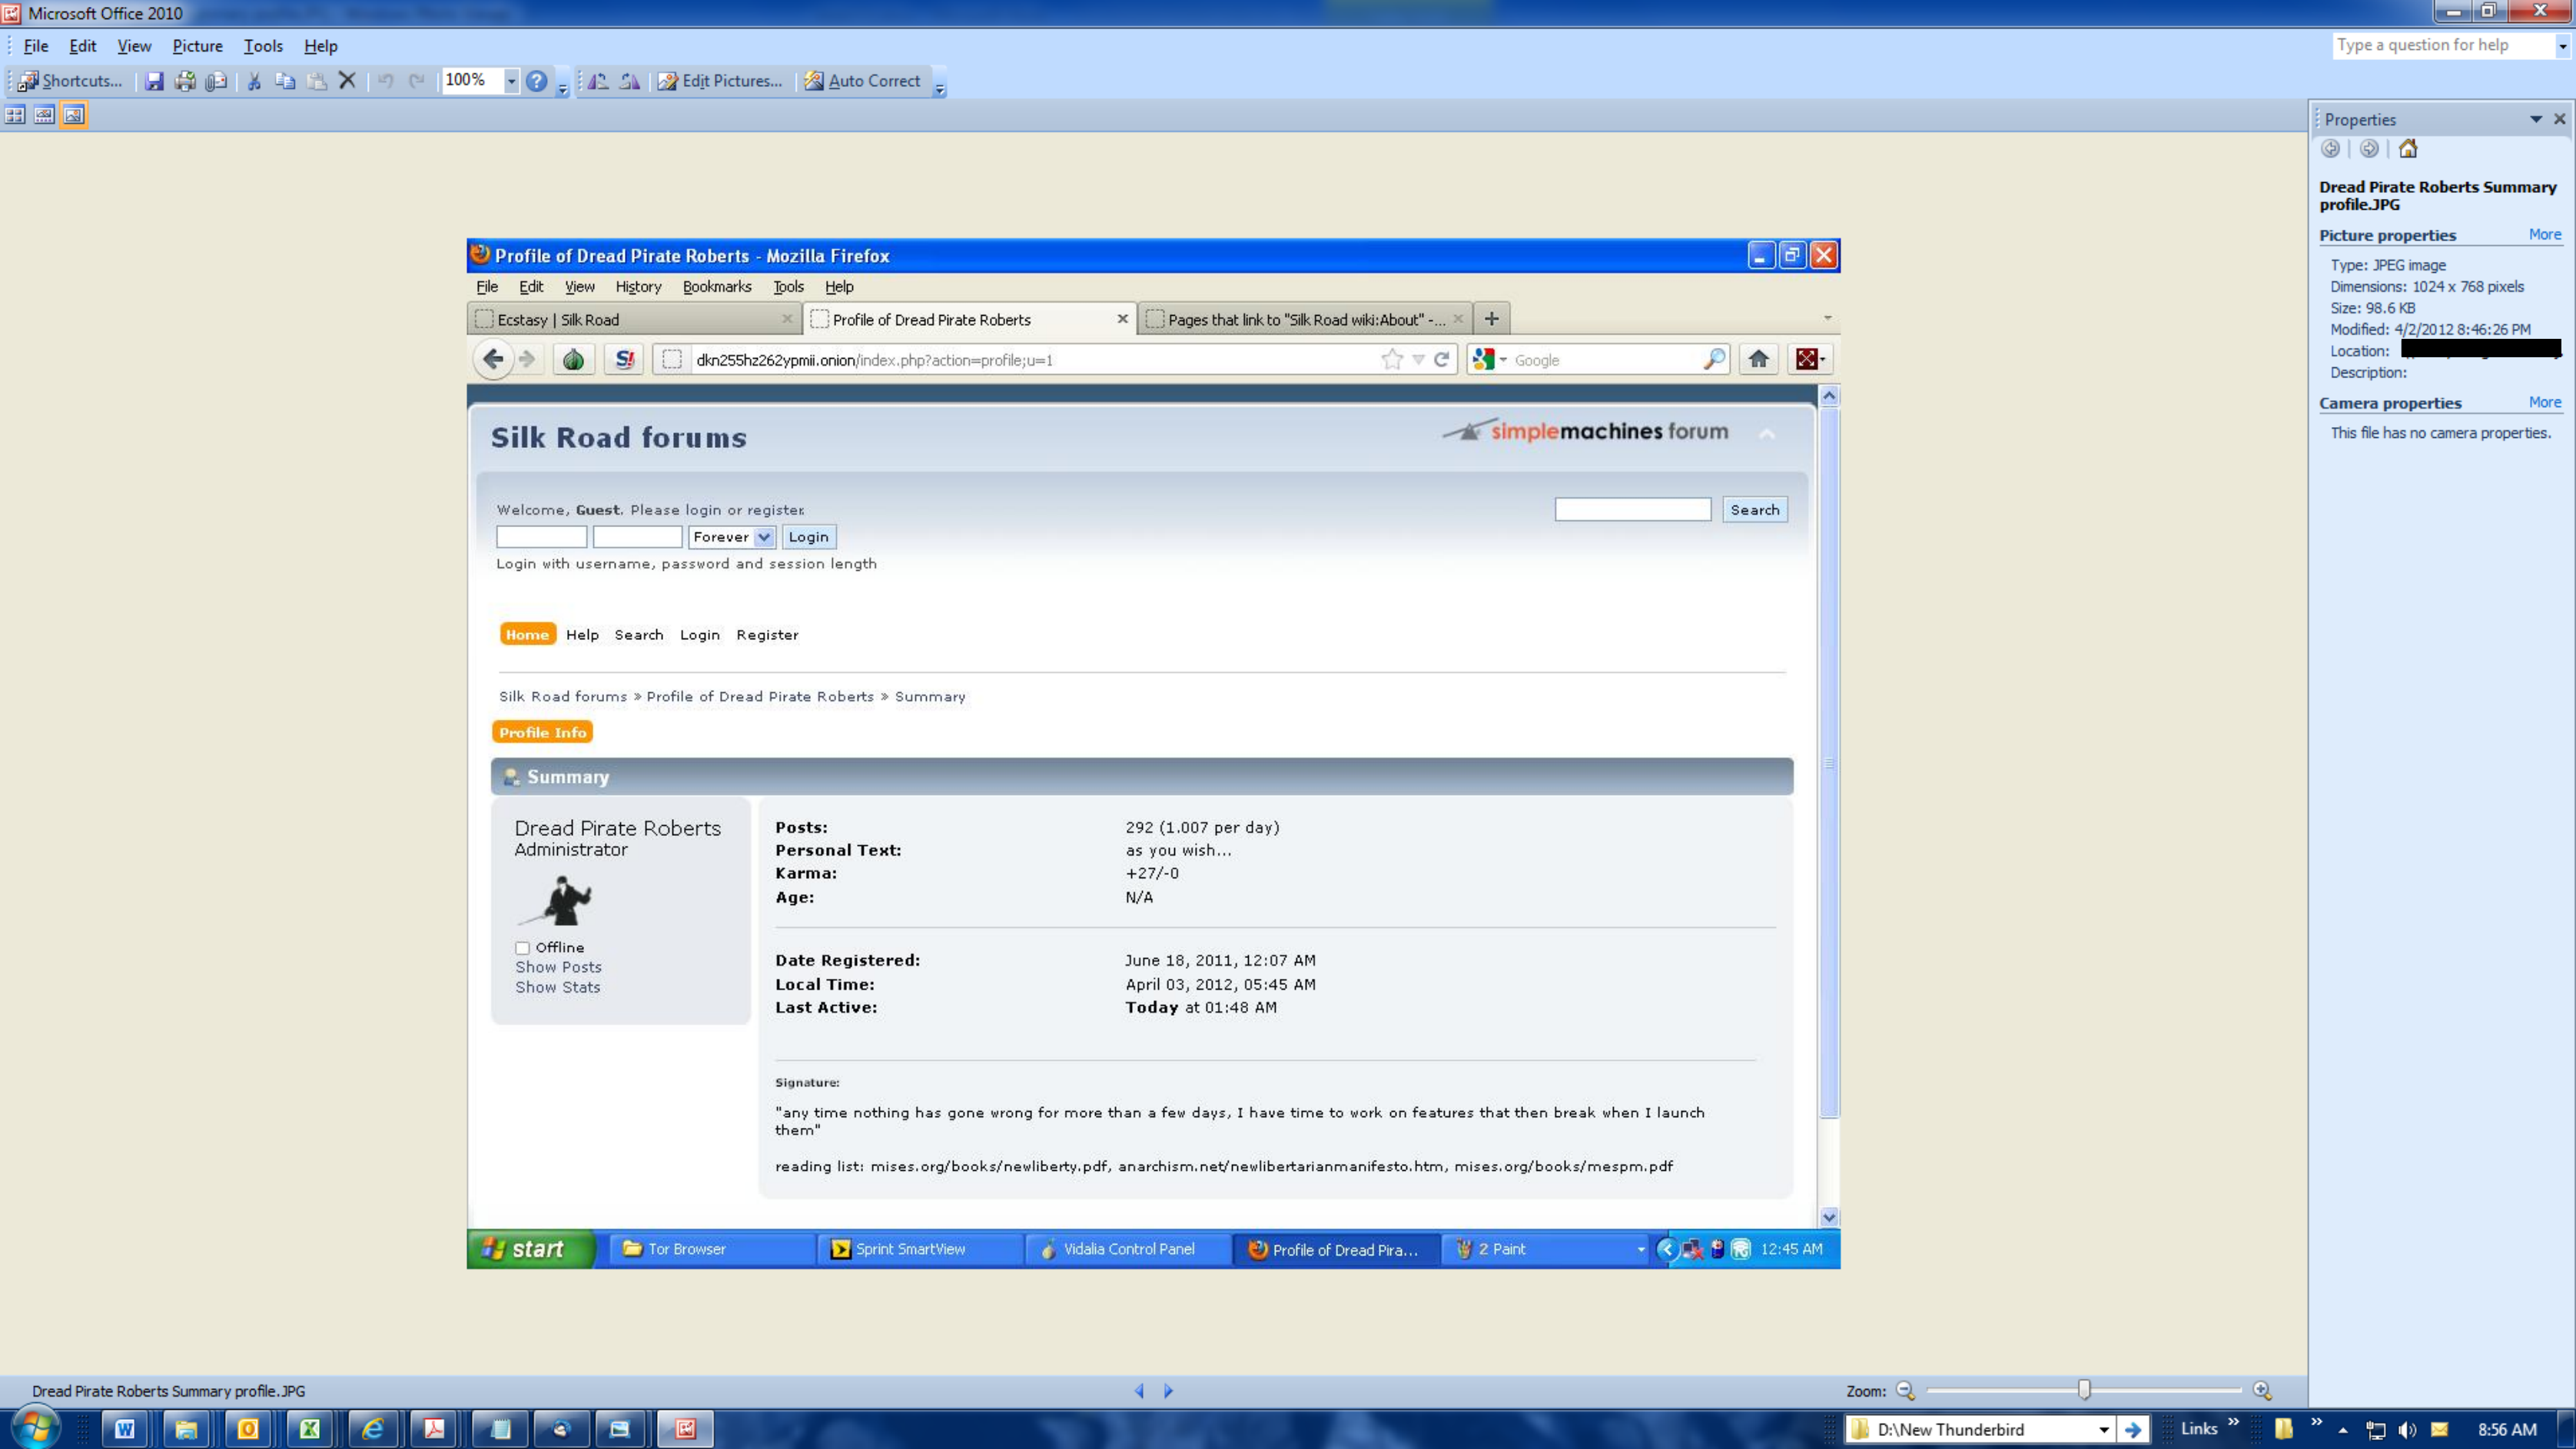 Microsoft Office 2010
File Edit View Picture Tools Help
Type a question for help
Shortcuts... 100% Edit Pictures... Auto Correct
Properties
Dread Pirate Roberts Summary
profile.JPG
Picture properties More
Type: JPEG image
Dimensions: 1024 x 768 pixels
Size: 98.6 KB
Modified: 4/2/2012 8:46:26 PM
Location:
Description:
Camera properties More
This file has no camera properties.
Profile of Dread Pirate Roberts - Mozilla Firefox
File Edit View History Bookmarks Tools Help
Ecstasy | Silk Road Profile of Dread Pirate Roberts Pages that link to "Silk Road wiki:About" -...
dkn255hz262ypmii.onion/index.php?action=profile;u=1 Google
Silk Road forums
simplemachines forum
Welcome, Guest. Please login or register.
Search
Forever Login
Login with username, password and session length
Home Help Search Login Register
Silk Road forums » Profile of Dread Pirate Roberts » Summary
Profile Info
Summary
Dread Pirate Roberts
Administrator
Offline
Show Posts
Show Stats
Posts: 292 (1.007 per day)
Personal Text: as you wish...
Karma: +27/-0
Age: N/A
Date Registered: June 18, 2011, 12:07 AM
Local Time: April 03, 2012, 05:45 AM
Last Active: Today at 01:48 AM
Signature:
"any time nothing has gone wrong for more than a few days, I have time to work on features that then break when I launch
them"
reading list: mises.org/books/newliberty.pdf, anarchism.net/newlibertarianmanifesto.htm, mises.org/books/mespm.pdf
start Tor Browser Sprint SmartView Vidalia Control Panel Profile of Dread Pira... 2 Paint 12:45 AM
Dread Pirate Roberts Summary profile.JPG
Zoom:
D:\New Thunderbird Links » » 8:56 AM